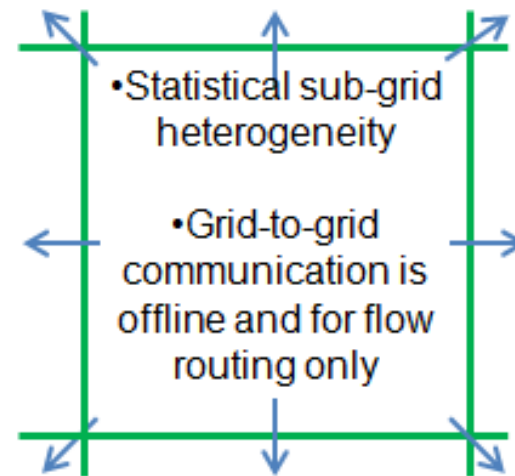 •Statistical sub-grid
heterogeneity
•Grid-to-grid
communication is
offline and for flow
routing only